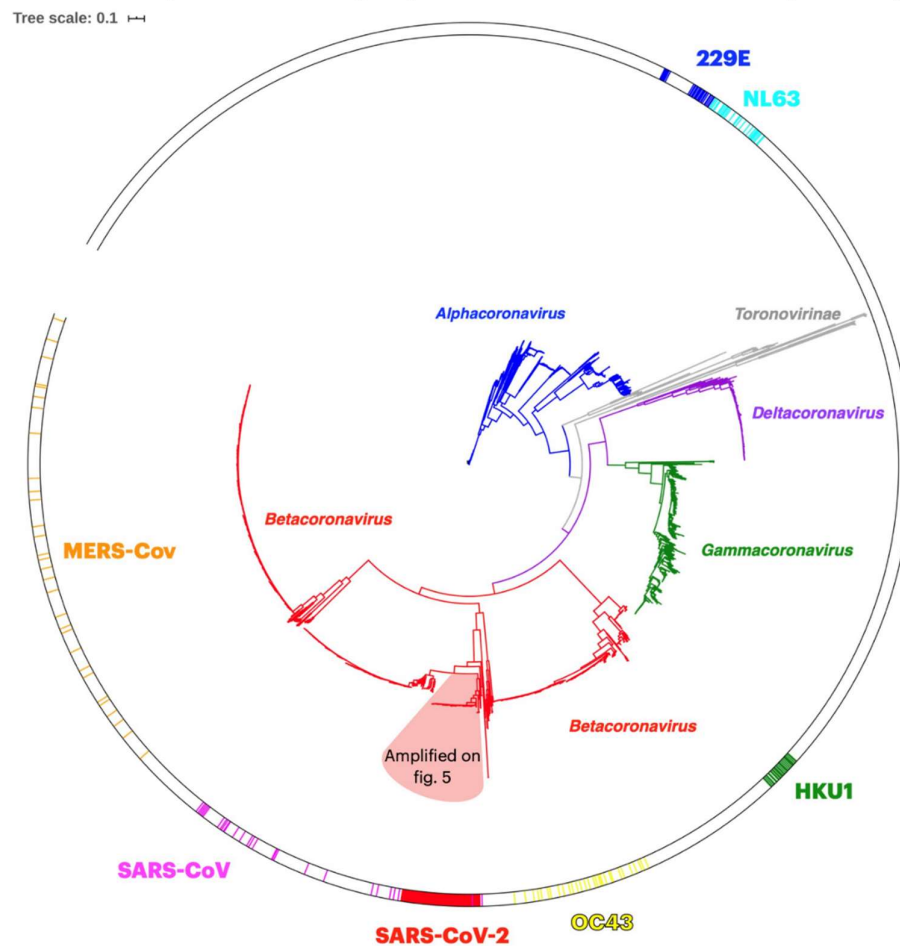 Tree scale: 0.1
229E
NL63
Alphacoronavirus
Toronovirinae
Deltacoronavirus
Betacoronavirus
MERS-Cov
Gammacoronavirus
Betacoronavirus
Amplified on
fig. 5
HKU1
SARS-CoV
OC43
SARS-CoV-2